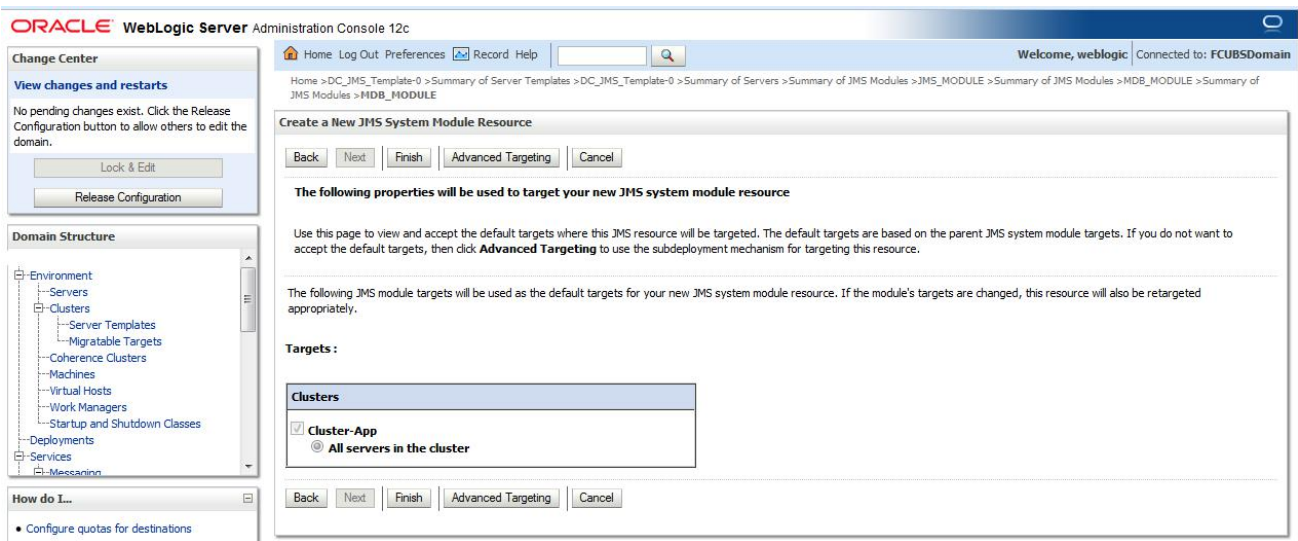 ORACLE WebLogic Server Administration Console 12c
Change Center
View changes and restarts
No pending changes exist. Click the Release
Configuration button to allow others to edit the
domain.
Lock & Edit
Release Configuration
Domain Structure
Environment
Servers
Clusters
Server Templates
Migratable Targets
Coherence Clusters
Machines
Virtual Hosts
Work Managers
Startup and Shutdown Classes
Deployments
Services
Messaging
How do I...
Configure quotas for destinations
Home Log Out Preferences Record Help
Welcome, weblogic Connected to: FCUBSDomain
Home >DC_JMS_Template-0 >Summary of Server Templates >DC_JMS_Template-0 >Summary of Servers >Summary of JMS Modules >JMS_MODULE >Summary of JMS Modules >MDB_MODULE >Summary of
JMS Modules >MDB_MODULE
Create a New JMS System Module Resource
Back Next Finish Advanced Targeting Cancel
The following properties will be used to target your new JMS system module resource
Use this page to view and accept the default targets where this JMS resource will be targeted. The default targets are based on the parent JMS system module targets. If you do not want to
accept the default targets, then click Advanced Targeting to use the subdeployment mechanism for targeting this resource.
The following JMS module targets will be used as the default targets for your new JMS system module resource. If the module's targets are changed, this resource will also be retargeted
appropriately.
Targets :
Clusters
Cluster-App
All servers in the cluster
Back Next Finish Advanced Targeting Cancel